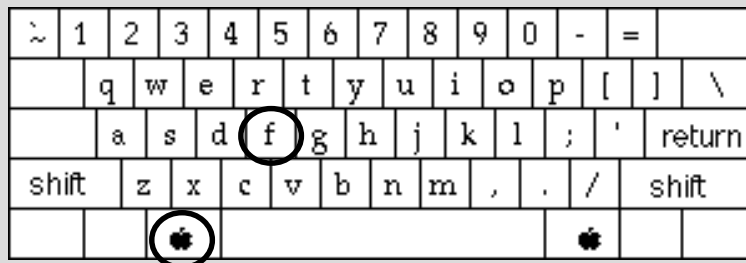 ~ 1 2 3 4 5 6 7 8 9 0 - =
q w e r t y u i o p [ ] \
a s d f g h j k l ; ' return
shift z x c v b n m , . / shift